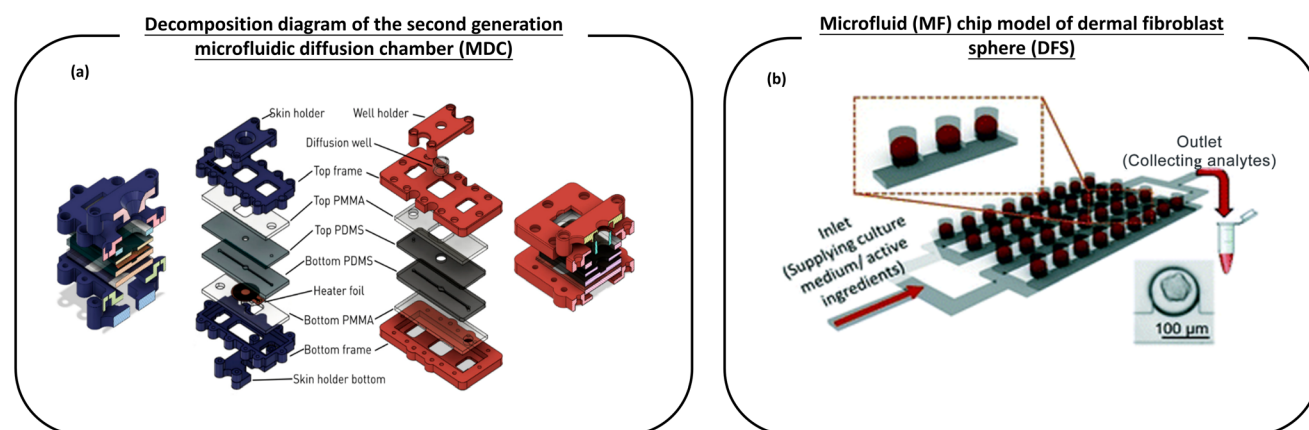 Decomposition diagram of the second generation
microfluidic diffusion chamber (MDC)
(a)
Skin holder
Well holder
Diffusion well
Top frame
Top PMMA
Top PDMS
Bottom PDMS
Heater foil
Bottom PMMA
Bottom frame
Skin holder bottom
Microfluid (MF) chip model of dermal fibroblast
sphere (DFS)
(b)
Outlet
(Collecting analytes)
Inlet
(Supplying culture
medium/ active
ingredients)
100 µm